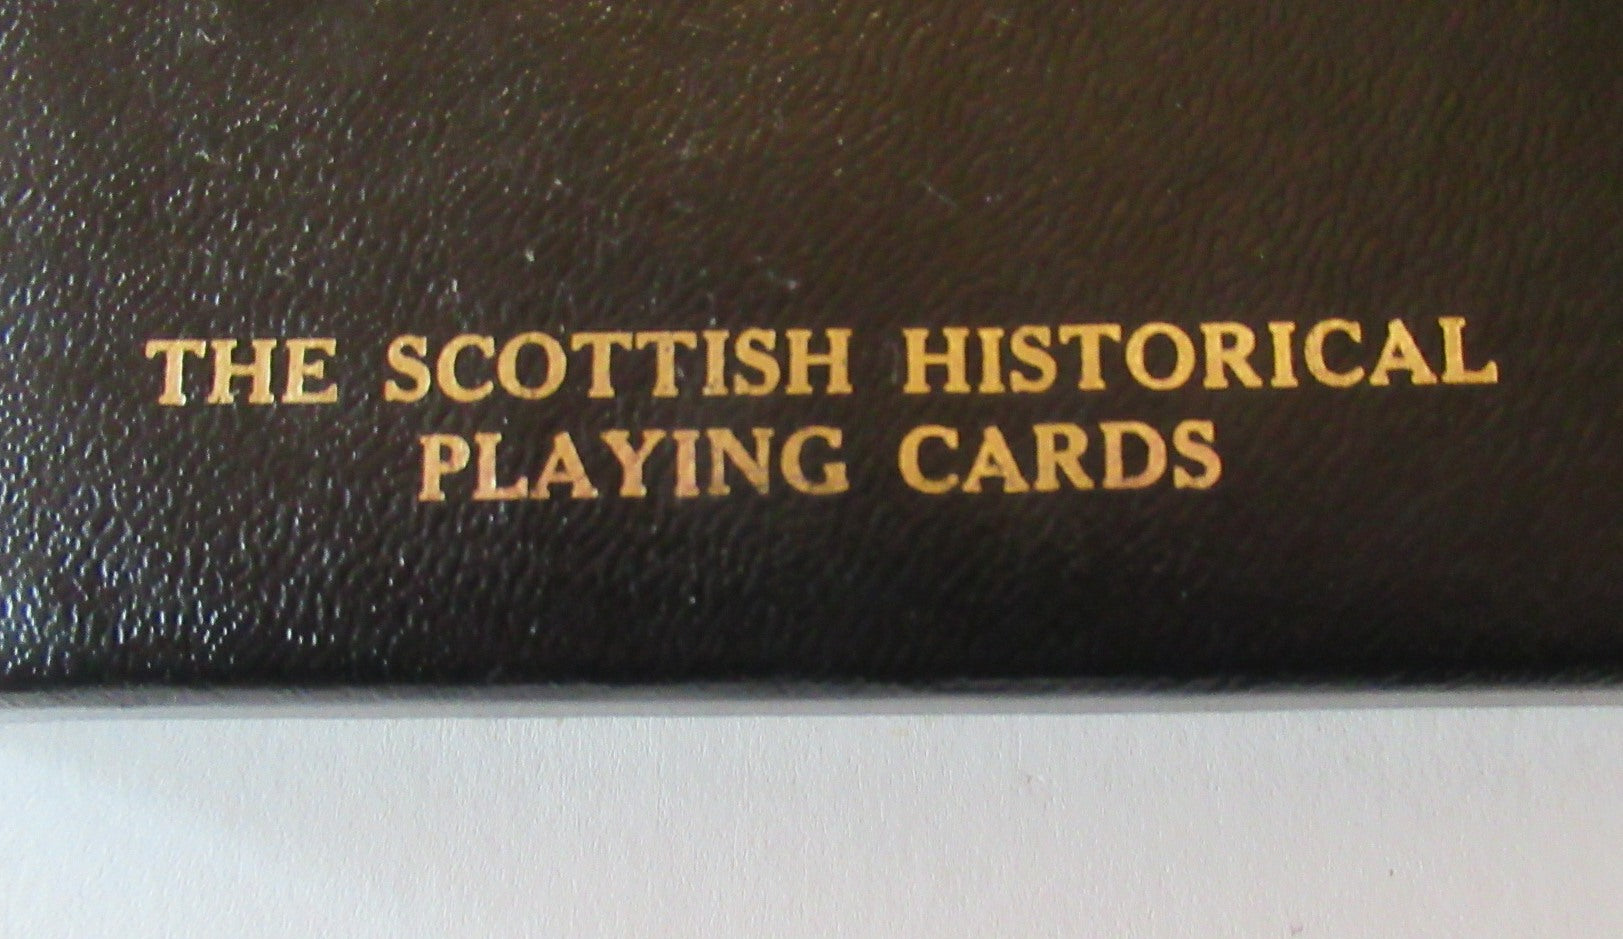 THE SCOTTISH HISTORICAL
PLAYING CARDS